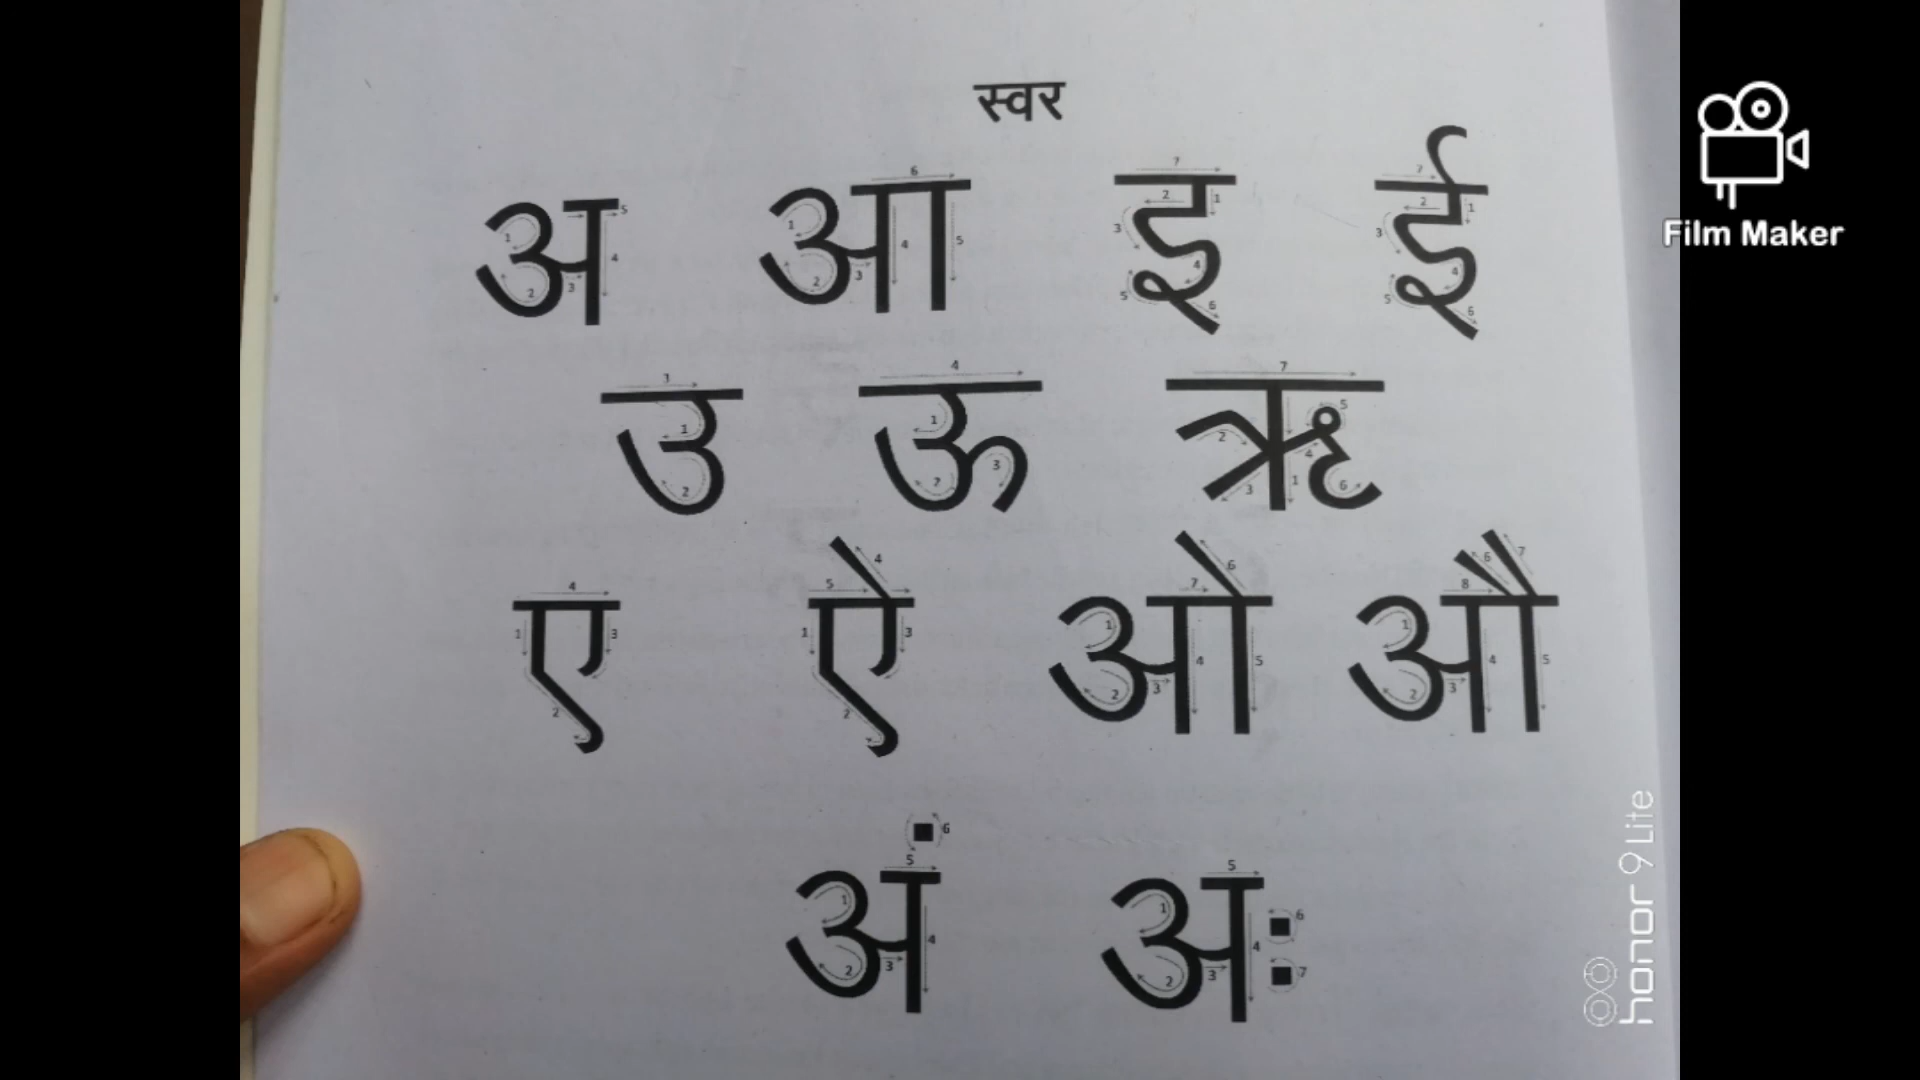 स्वर
अ आ इ ई
उ ऊ ऋ
ए ऐ ओ औ
अं अः
Film Maker
honor 9 Lite